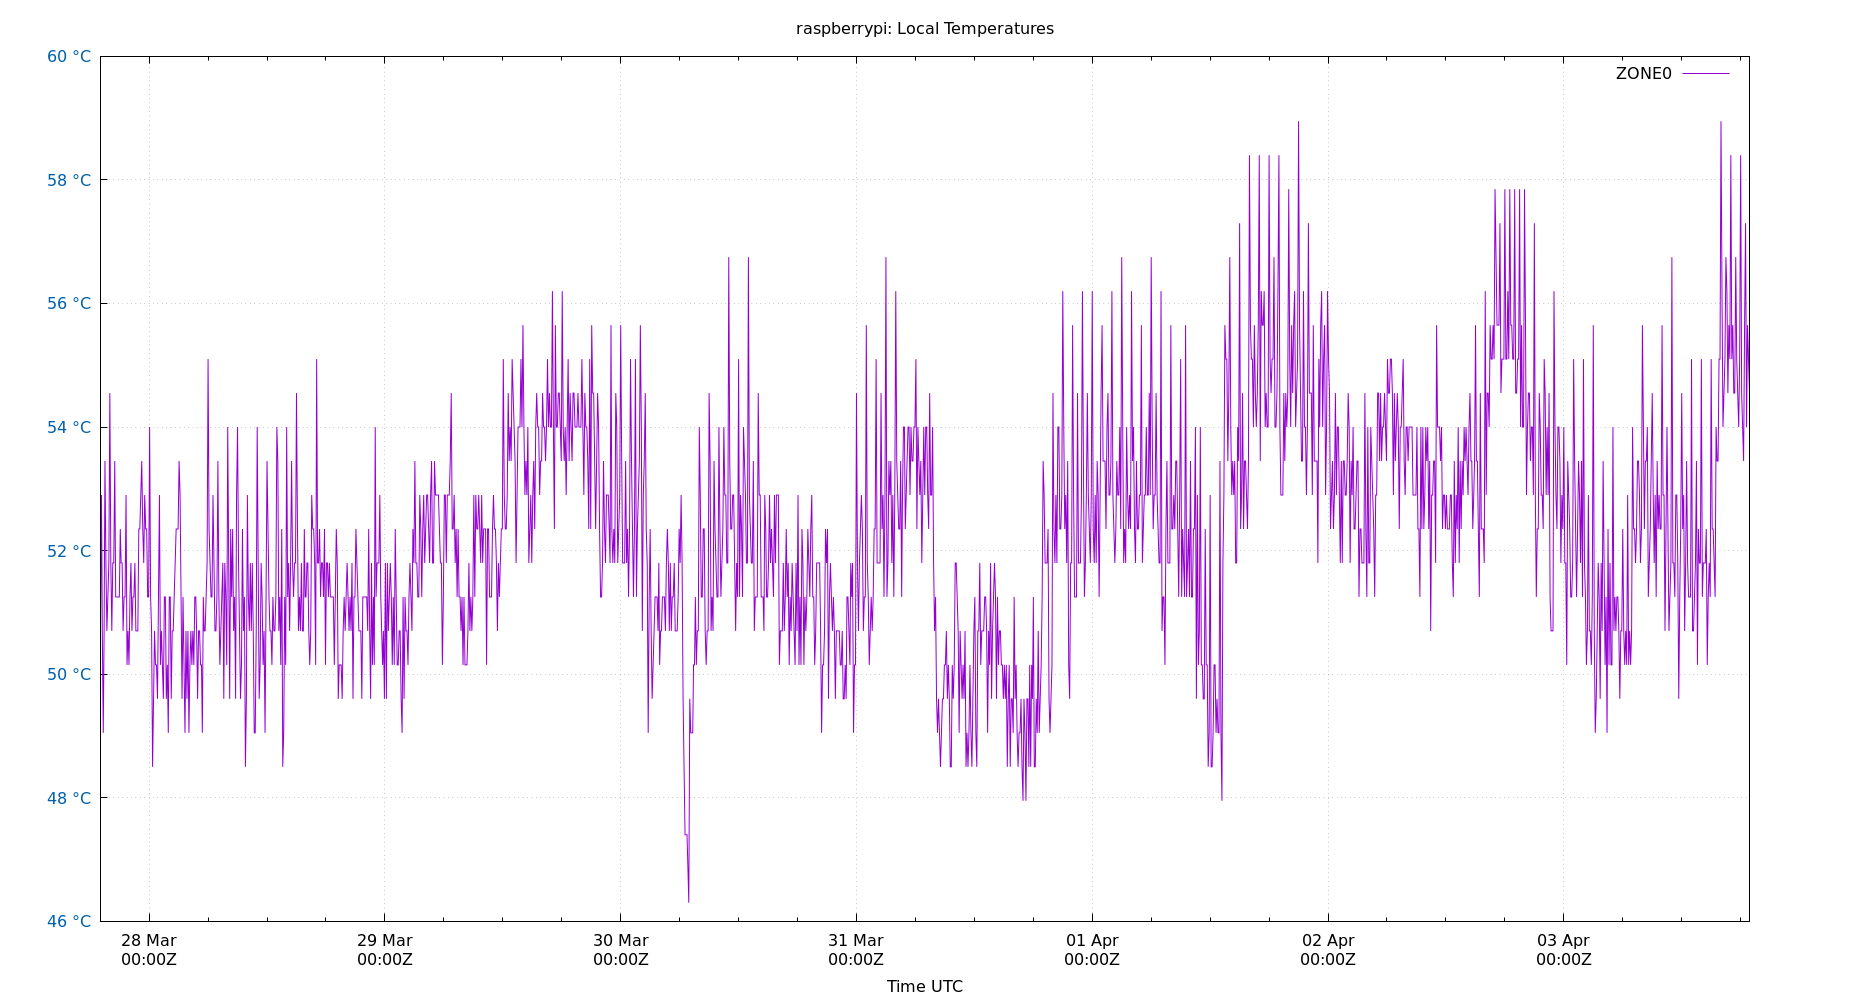 raspberrypi: Local Temperatures
60 °C
ZONE0
58 °C
56 °C
54 °C
52 °C
50 °C
48 °C
46 °C
28 Mar 29 Mar 30 Mar 31 Mar 01 Apr 02 Apr 03 Apr
00:00Z 00:00Z 00:00Z 00:00Z 00:00Z 00:00Z 00:00Z
Time UTC